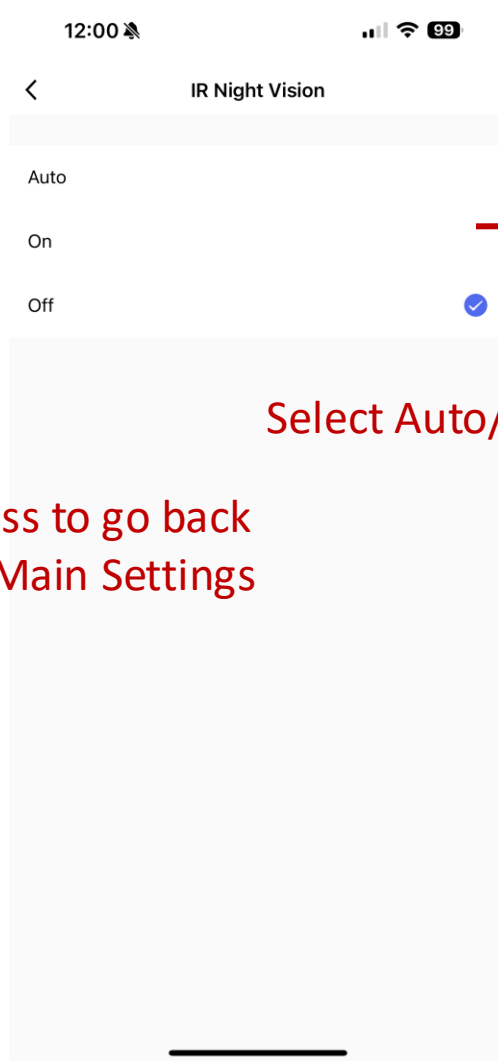 12:00
99
IR Night Vision
Auto
On
Off
Select Auto/
ss to go back
Main Settings